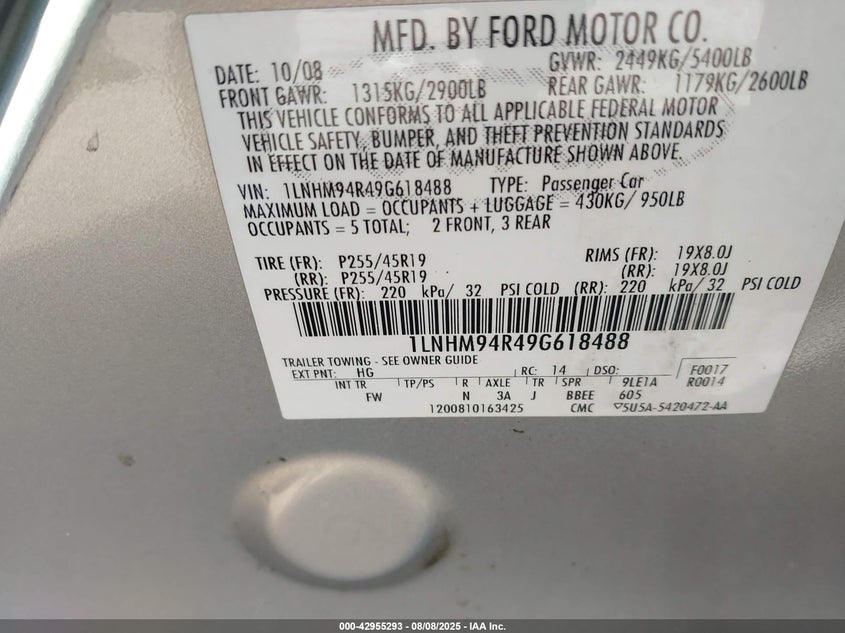 MFD. BY FORD MOTOR CO.
DATE: 10/08 GVWR: 2449KG/5400LB
FRONT GAWR: 1315KG/2900LB REAR GAWR: 1179KG/2600LB
THIS VEHICLE CONFORMS TO ALL APPLICABLE FEDERAL MOTOR
VEHICLE SAFETY, BUMPER, AND THEFT PREVENTION STANDARDS
IN EFFECT ON THE DATE OF MANUFACTURE SHOWN ABOVE.
VIN: 1LNHM94R49G618488 TYPE: Passenger Car
MAXIMUM LOAD = OCCUPANTS + LUGGAGE = 430KG/ 950LB
OCCUPANTS = 5 TOTAL; 2 FRONT, 3 REAR
TIRE (FR): P255/45R19 RIMS (FR): 19X8.0J
(RR): P255/45R19 (RR): 19X8.0J
PRESSURE (FR): 220 kPa/ 32 PSI COLD (RR): 220 kPa/ 32 PSI COLD
1LNHM94R49G618488
TRAILER TOWING - SEE OWNER GUIDE
EXT PNT: HG RC: 14 DSO: F0017
INT TR TP/PS R AXLE TR SPR 9LE1A R0014
FW N 3A J BBEE 605
1200810163425 CMC 5U5A-5420472-AA
000-42955293 - 08/08/2025 - IAA Inc.